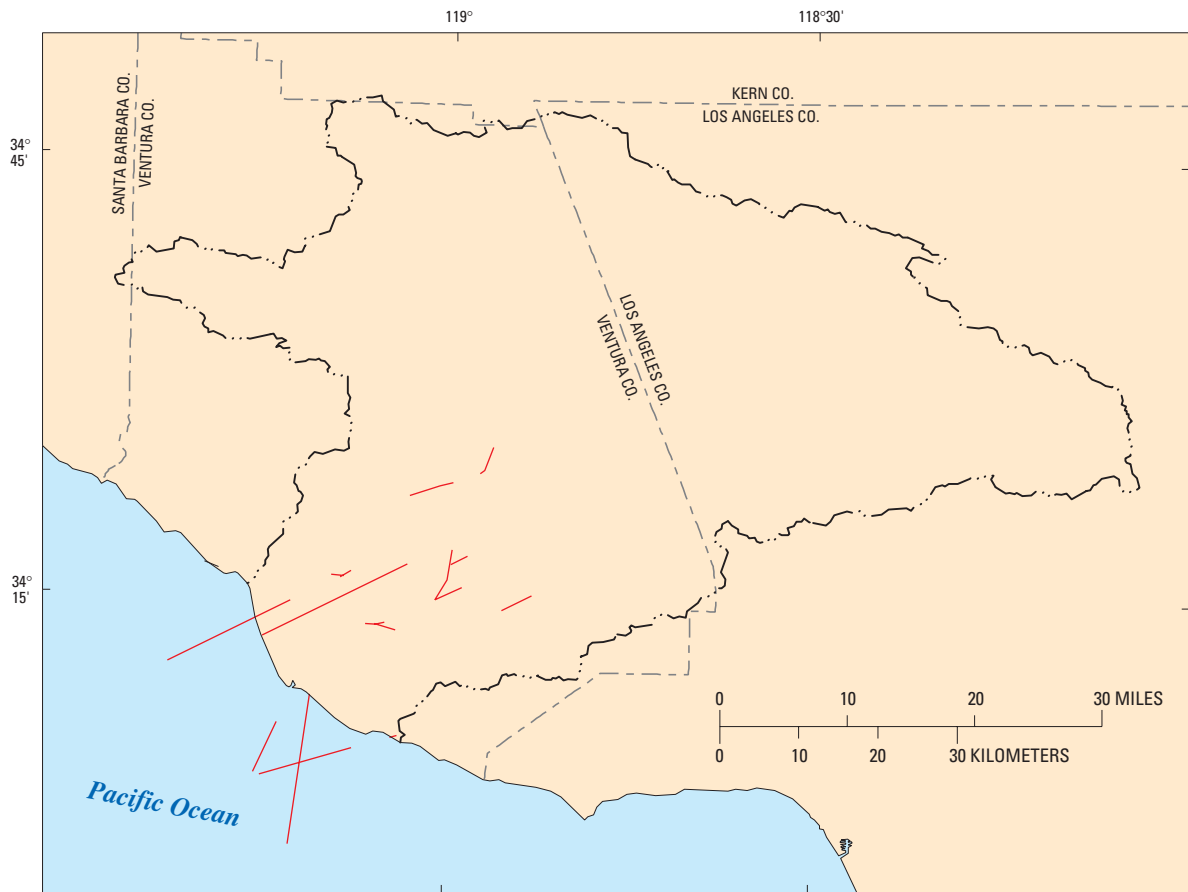 119°
118°30'
KERN CO.
LOS ANGELES CO.
SANTA BARBARA CO.
VENTURA CO.
34°
45'
LOS ANGELES CO.
VENTURA CO.
34°
15'
0 10 20 30 MILES
0 10 20 30 KILOMETERS
Pacific Ocean